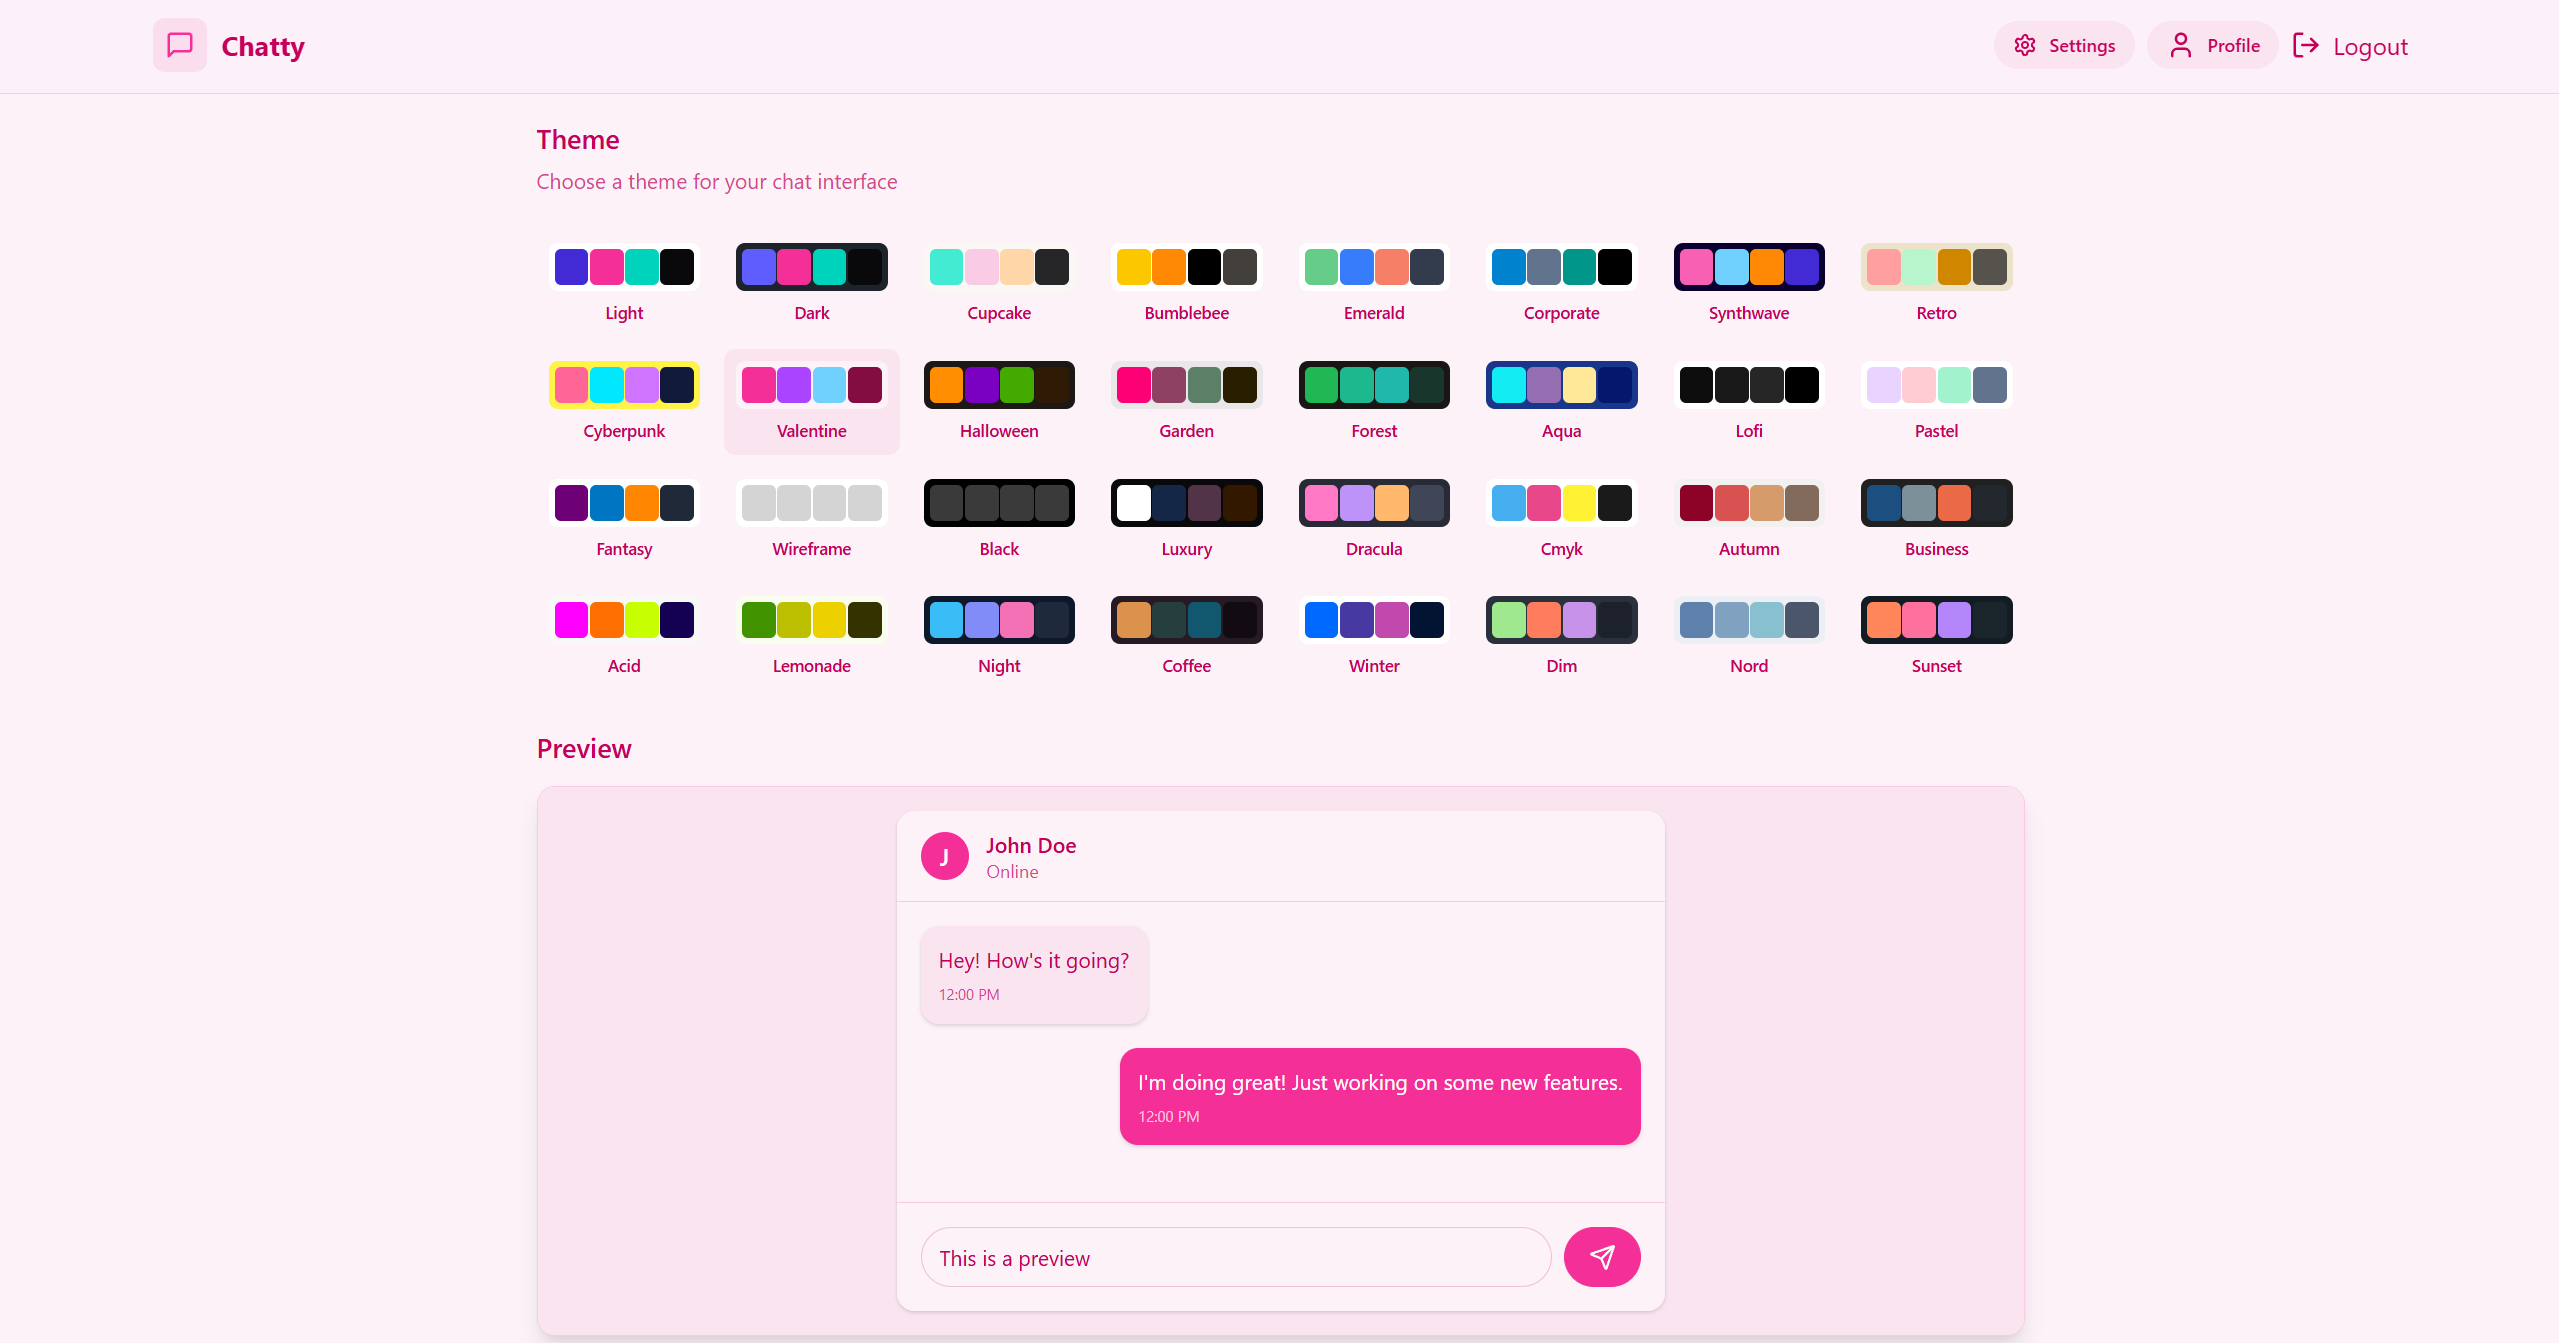 Chatty
Settings
Profile
Logout
Theme
Choose a theme for your chat interface
Light
Dark
Cupcake
Bumblebee
Emerald
Corporate
Synthwave
Retro
Cyberpunk
Valentine
Halloween
Garden
Forest
Aqua
Lofi
Pastel
Fantasy
Wireframe
Black
Luxury
Dracula
Cmyk
Autumn
Business
Acid
Lemonade
Night
Coffee
Winter
Dim
Nord
Sunset
Preview
J
John Doe
Online
Hey! How's it going?
12:00 PM
I'm doing great! Just working on some new features.
12:00 PM
This is a preview